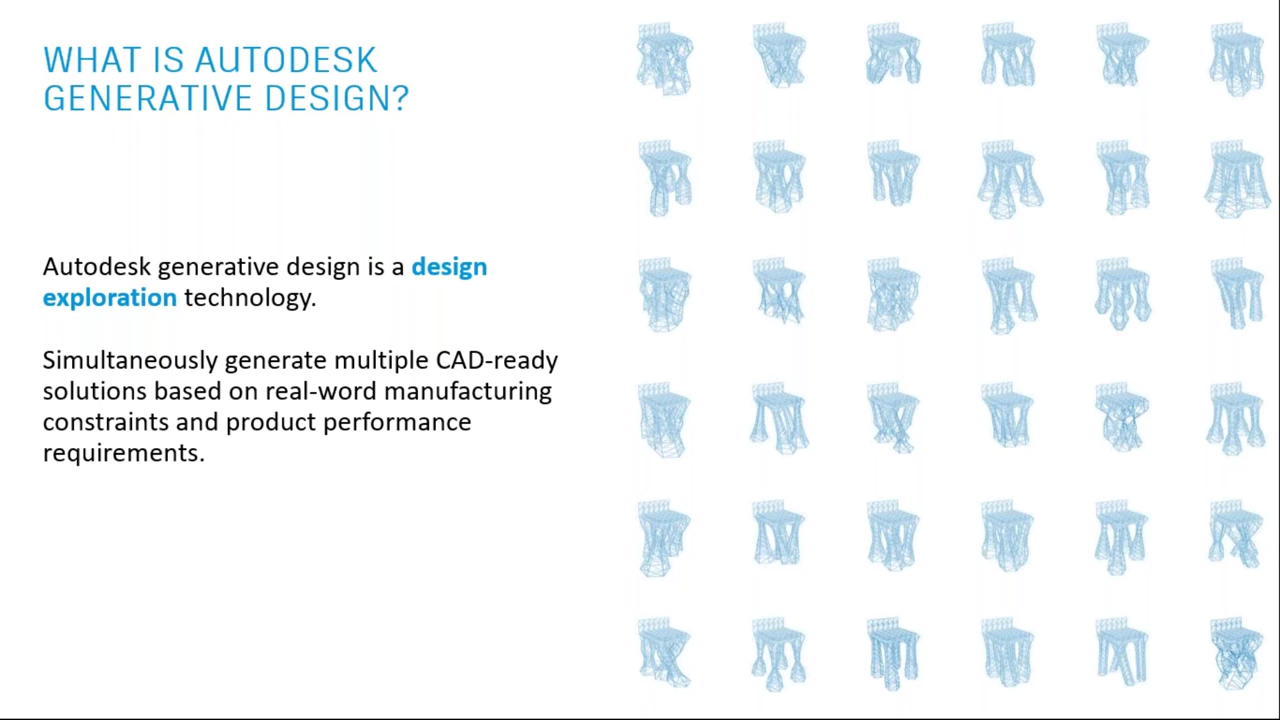 WHAT IS AUTODESK
GENERATIVE DESIGN?
Autodesk generative design is a design
exploration technology.
Simultaneously generate multiple CAD-ready
solutions based on real-word manufacturing
constraints and product performance
requirements.